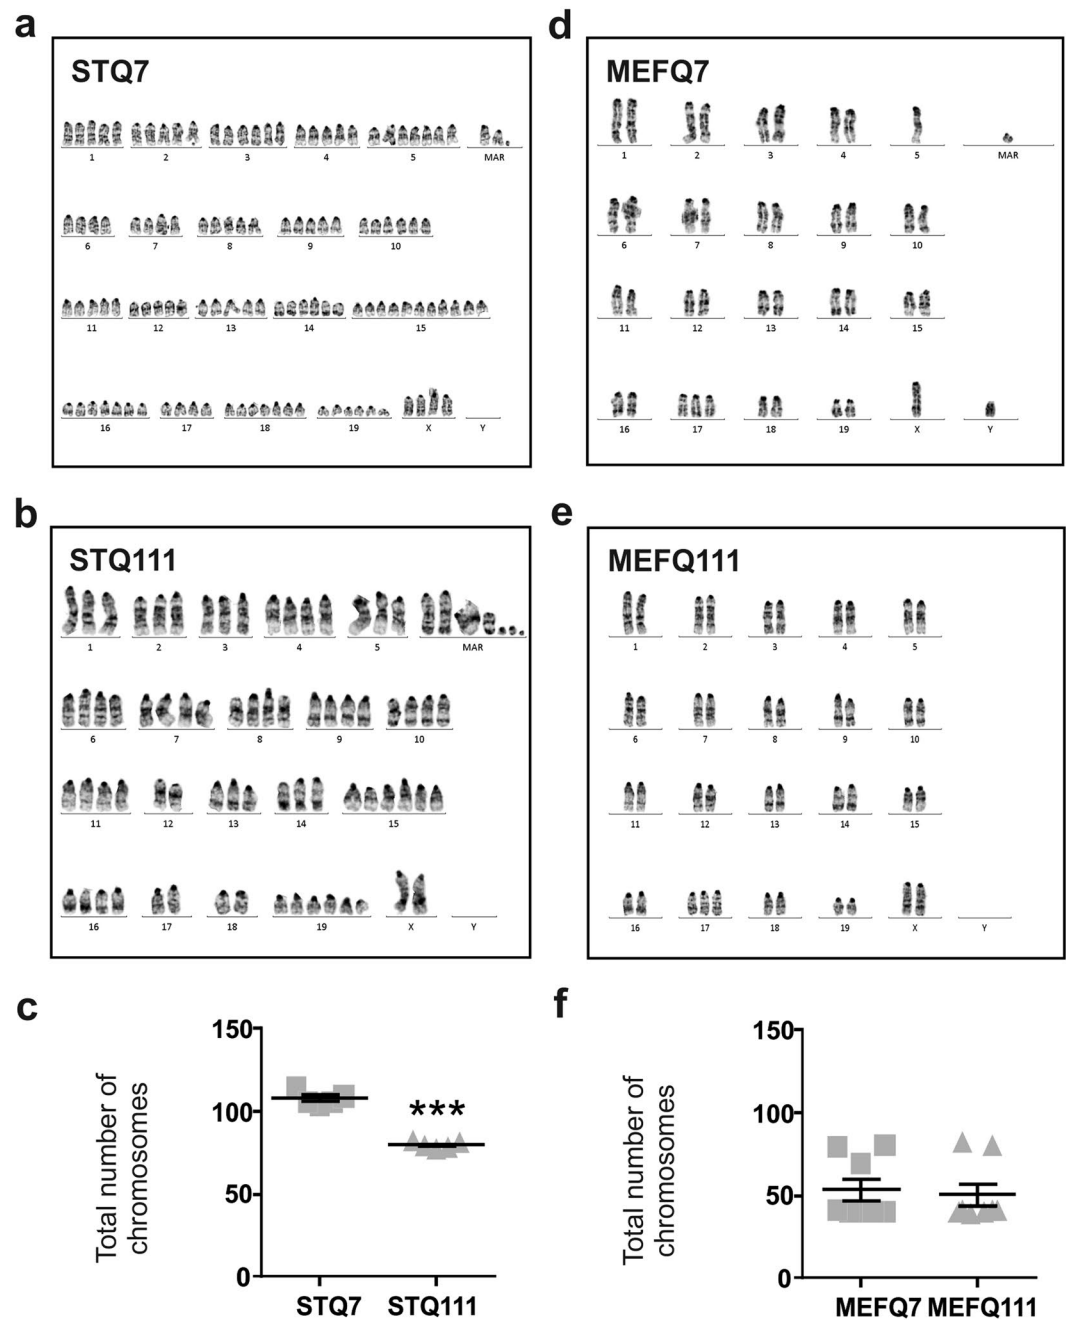 a
STQ7
1 2 3 4 5 MAR
6 7 8 9 10
11 12 13 14 15
16 17 18 19 X Y
b
STQ111
1 2 3 4 5 MAR
6 7 8 9 10
11 12 13 14 15
16 17 18 19 X Y
c
Total number of
chromosomes
150
100
50
0
***
STQ7 STQ111
d
MEFQ7
1 2 3 4 5 MAR
6 7 8 9 10
11 12 13 14 15
16 17 18 19 X Y
e
MEFQ111
1 2 3 4 5
6 7 8 9 10
11 12 13 14 15
16 17 18 19 X Y
f
Total number of
chromosomes
150
100
50
0
MEFQ7 MEFQ111